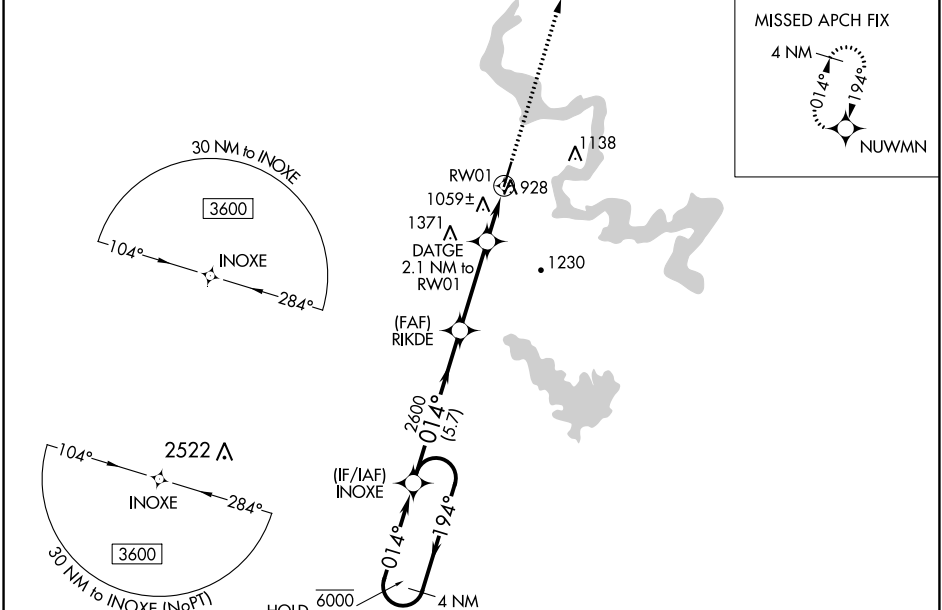 MISSED APCH FIX
4 NM
014°
194°
NUWMN
1138
RW01
928
1059±
1371
DATGE
2.1 NM to
RW01
1230
30 NM to INOXE
3600
104°
INOXE
284°
(FAF)
RIKDE
2600
014°
(5.7)
104°
2522
INOXE
284°
3600
30 NM to INOXE (NoPT)
(IF/IAF)
INOXE
014°
194°
HOLD
6000
4 NM